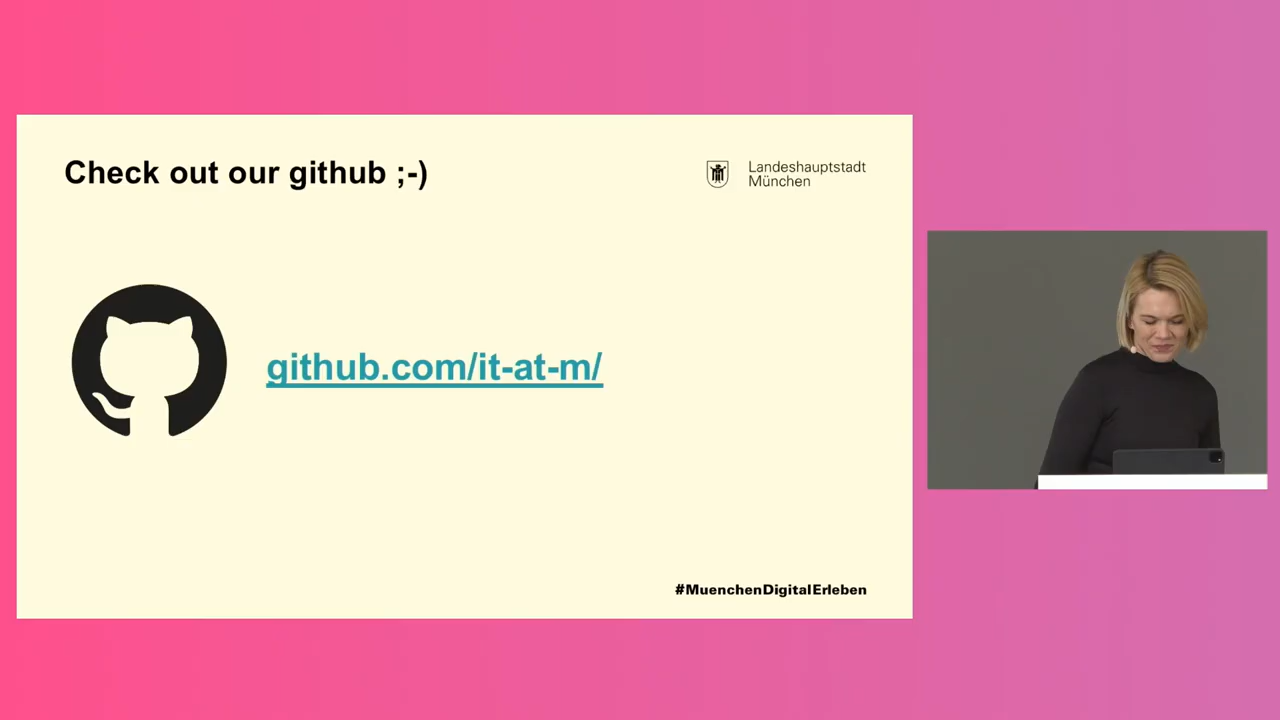 Check out our github ;-)
Landeshauptstadt
München
github.com/it-at-m/
#MuenchenDigitalErleben